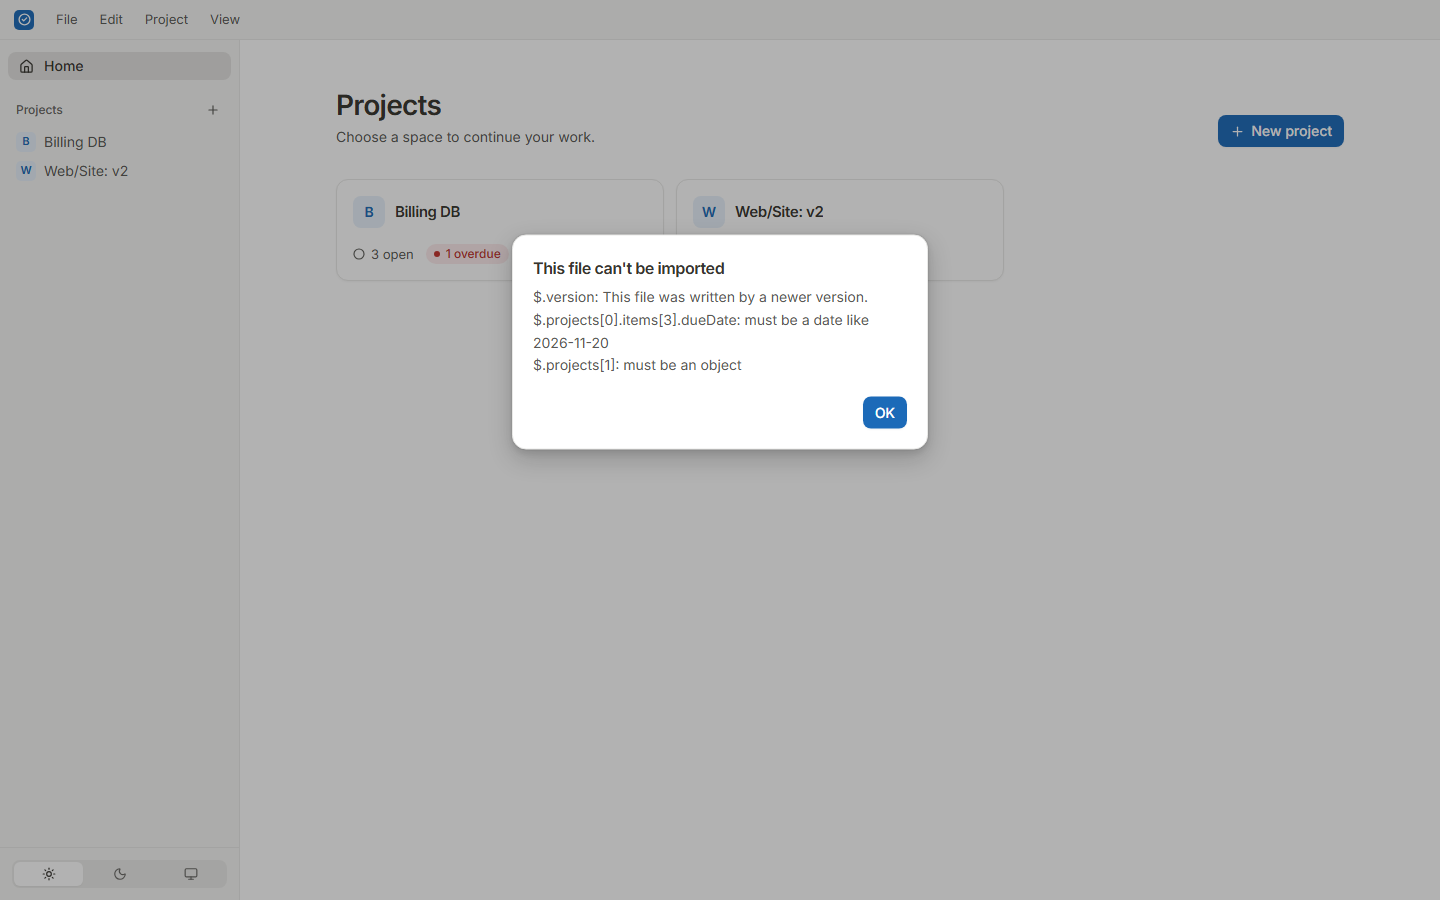 File Edit Project View
Home
Projects
B Billing DB
W Web/Site: v2
Projects
Choose a space to continue your work.
New project
B Billing DB
3 open 1 overdue
W Web/Site: v2
This file can't be imported
$.version: This file was written by a newer version.
$.projects[0].items[3].dueDate: must be a date like
2026-11-20
$.projects[1]: must be an object
OK